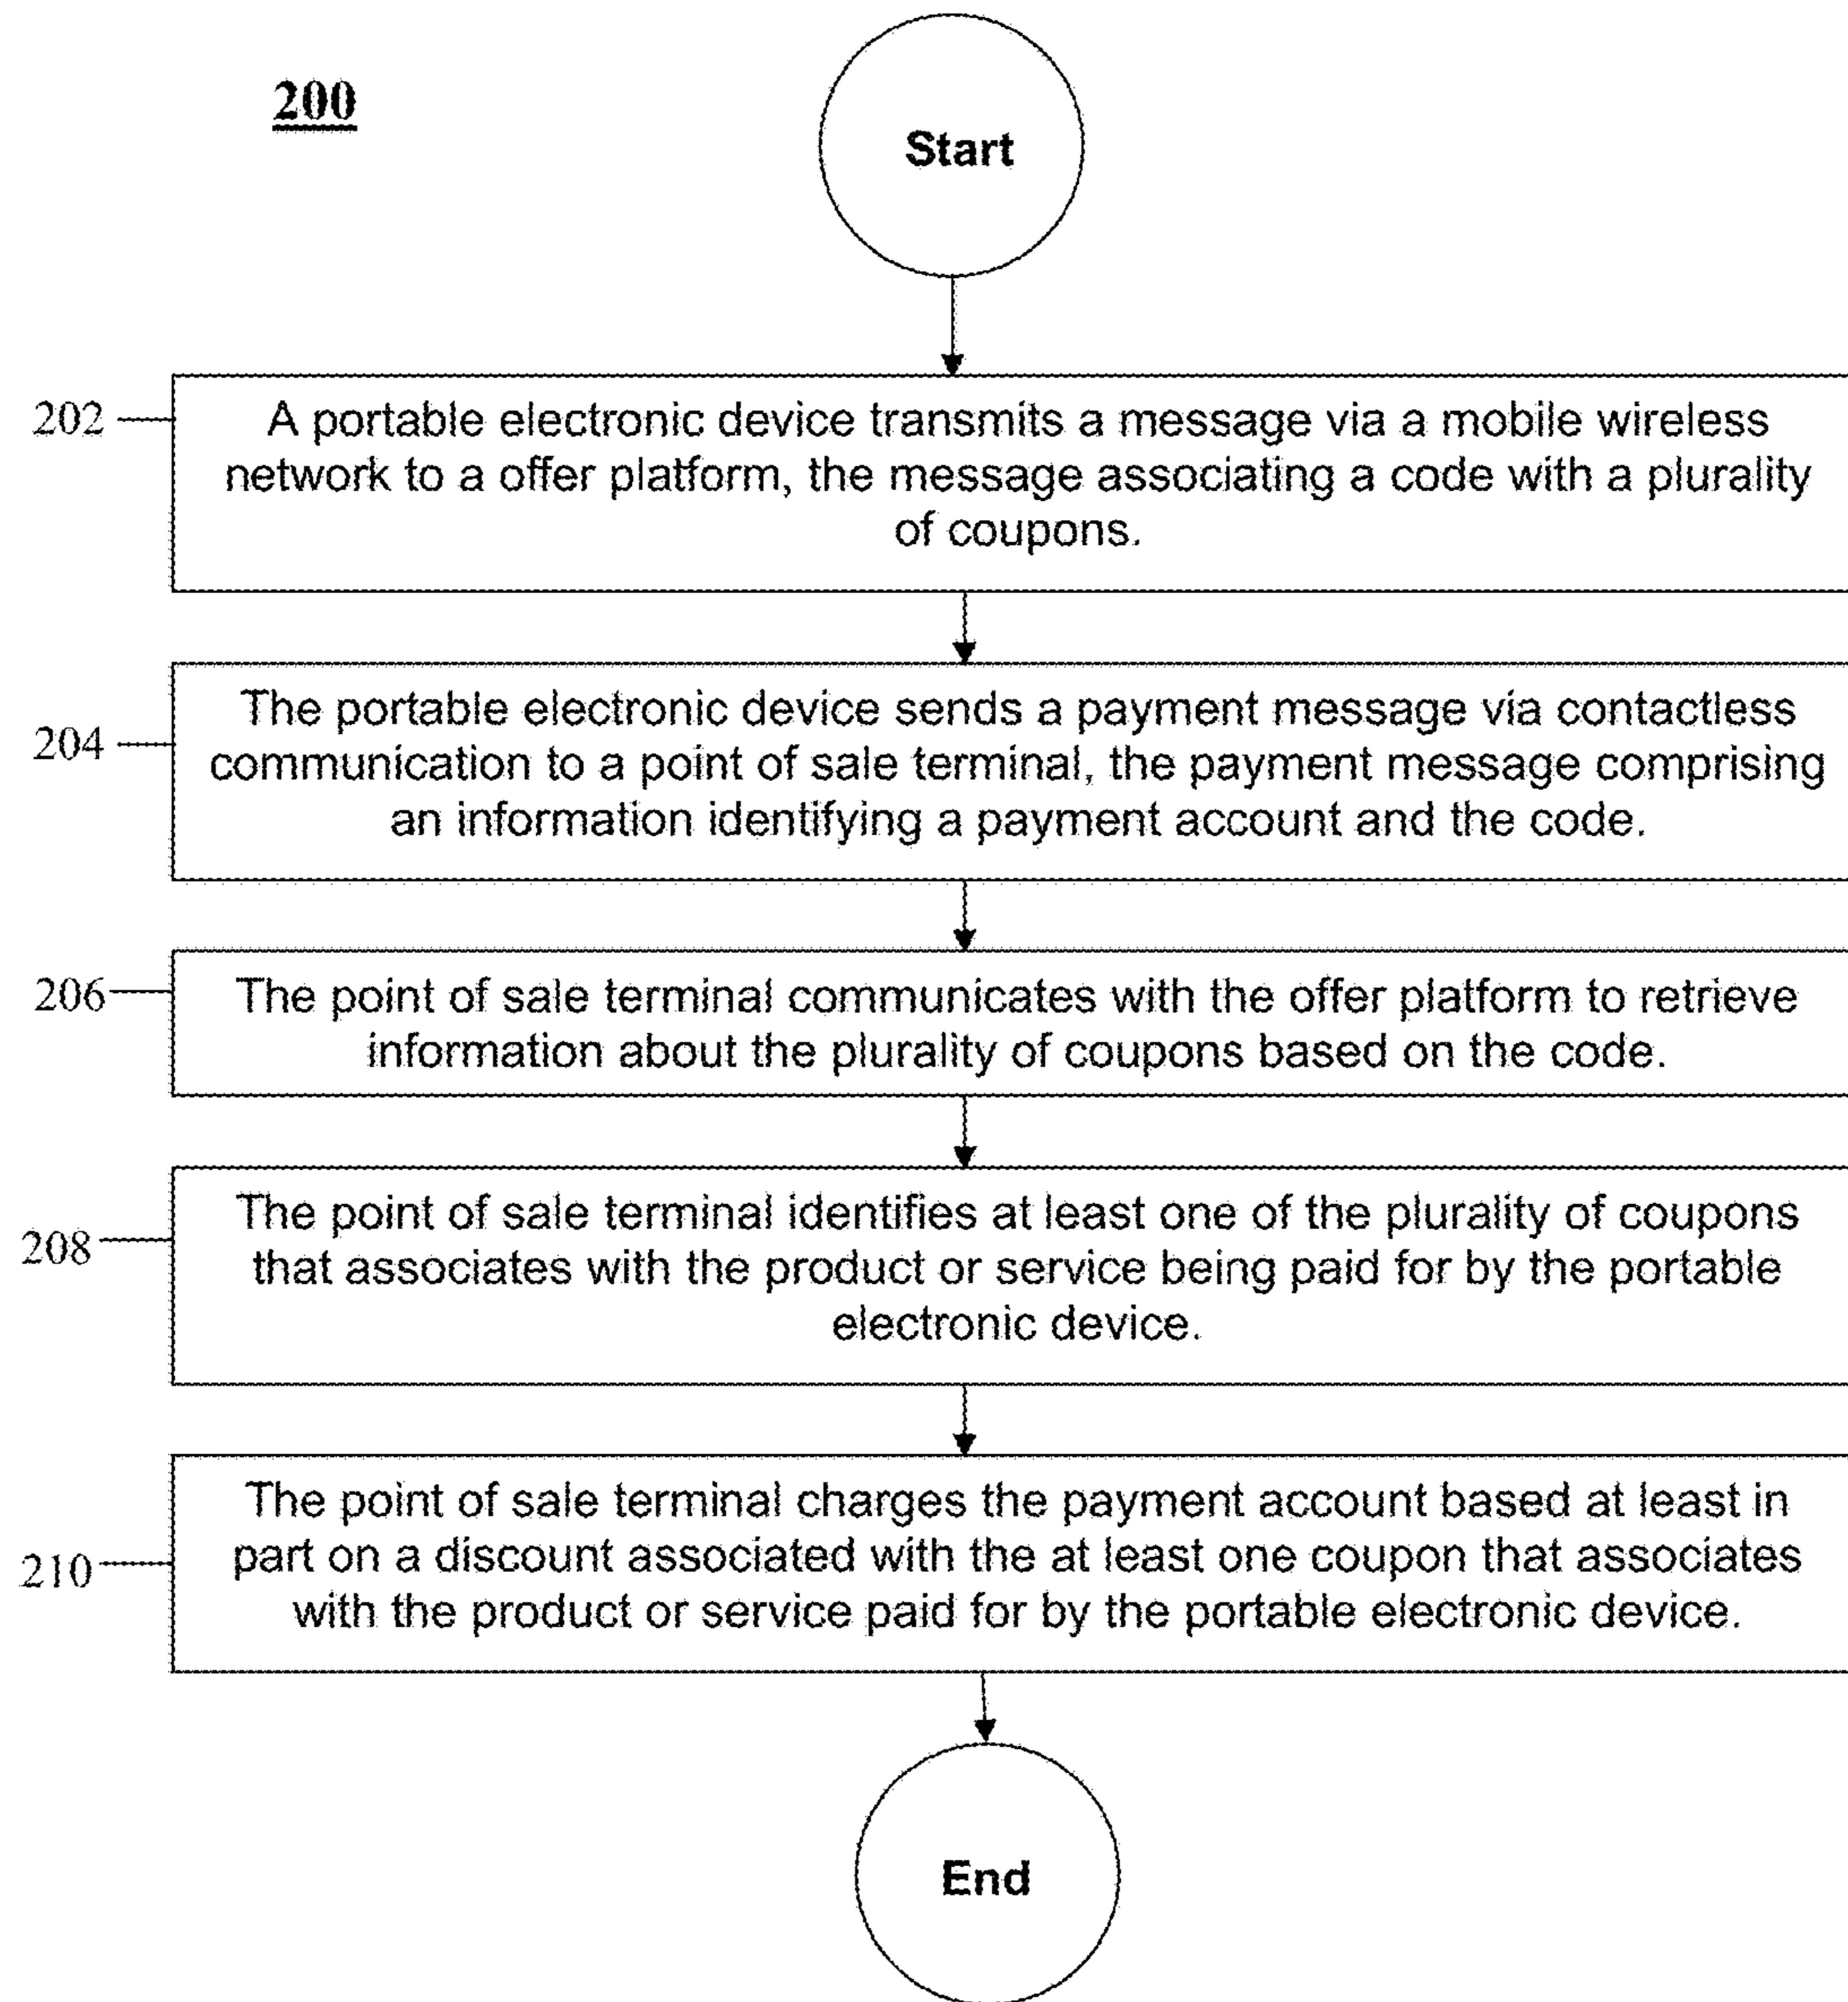 200
Start
202
A portable electronic device transmits a message via a mobile wireless
network to a offer platform, the message associating a code with a plurality
of coupons.
204
The portable electronic device sends a payment message via contactless
communication to a point of sale terminal, the payment message comprising
an information identifying a payment account and the code.
206
The point of sale terminal communicates with the offer platform to retrieve
information about the plurality of coupons based on the code.
208
The point of sale terminal identifies at least one of the plurality of coupons
that associates with the product or service being paid for by the portable
electronic device.
210
The point of sale terminal charges the payment account based at least in
part on a discount associated with the at least one coupon that associates
with the product or service paid for by the portable electronic device.
End